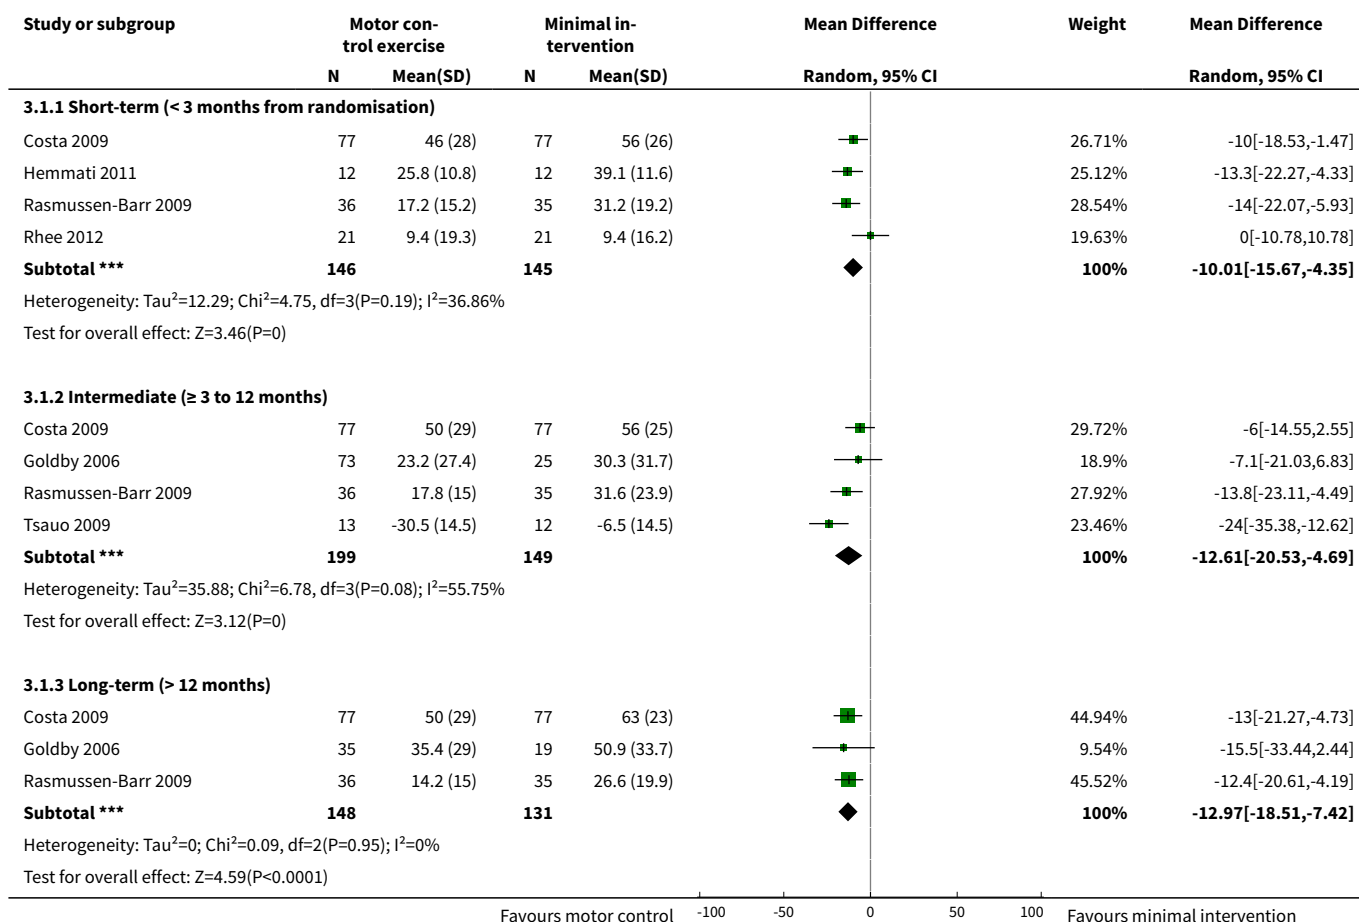 Study or subgroup Motor con- Minimal in- Mean Difference Weight Mean Difference
trol exercise tervention
N Mean(SD) N Mean(SD) Random, 95% CI Random, 95% CI
3.1.1 Short-term (< 3 months from randomisation)
Costa 2009 77 46 (28) 77 56 (26) 26.71% -10[-18.53,-1.47]
Hemmati 2011 12 25.8 (10.8) 12 39.1 (11.6) 25.12% -13.3[-22.27,-4.33]
Rasmussen-Barr 2009 36 17.2 (15.2) 35 31.2 (19.2) 28.54% -14[-22.07,-5.93]
Rhee 2012 21 9.4 (19.3) 21 9.4 (16.2) 19.63% 0[-10.78,10.78]
Subtotal *** 146 145 100% -10.01[-15.67,-4.35]
Heterogeneity: Tau²=12.29; Chi²=4.75, df=3(P=0.19); I²=36.86%
Test for overall effect: Z=3.46(P=0)
3.1.2 Intermediate (≥ 3 to 12 months)
Costa 2009 77 50 (29) 77 56 (25) 29.72% -6[-14.55,2.55]
Goldby 2006 73 23.2 (27.4) 25 30.3 (31.7) 18.9% -7.1[-21.03,6.83]
Rasmussen-Barr 2009 36 17.8 (15) 35 31.6 (23.9) 27.92% -13.8[-23.11,-4.49]
Tsauo 2009 13 -30.5 (14.5) 12 -6.5 (14.5) 23.46% -24[-35.38,-12.62]
Subtotal *** 199 149 100% -12.61[-20.53,-4.69]
Heterogeneity: Tau²=35.88; Chi²=6.78, df=3(P=0.08); I²=55.75%
Test for overall effect: Z=3.12(P=0)
3.1.3 Long-term (> 12 months)
Costa 2009 77 50 (29) 77 63 (23) 44.94% -13[-21.27,-4.73]
Goldby 2006 35 35.4 (29) 19 50.9 (33.7) 9.54% -15.5[-33.44,2.44]
Rasmussen-Barr 2009 36 14.2 (15) 35 26.6 (19.9) 45.52% -12.4[-20.61,-4.19]
Subtotal *** 148 131 100% -12.97[-18.51,-7.42]
Heterogeneity: Tau²=0; Chi²=0.09, df=2(P=0.95); I²=0%
Test for overall effect: Z=4.59(P<0.0001)
Favours motor control -100 -50 0 50 100 Favours minimal intervention